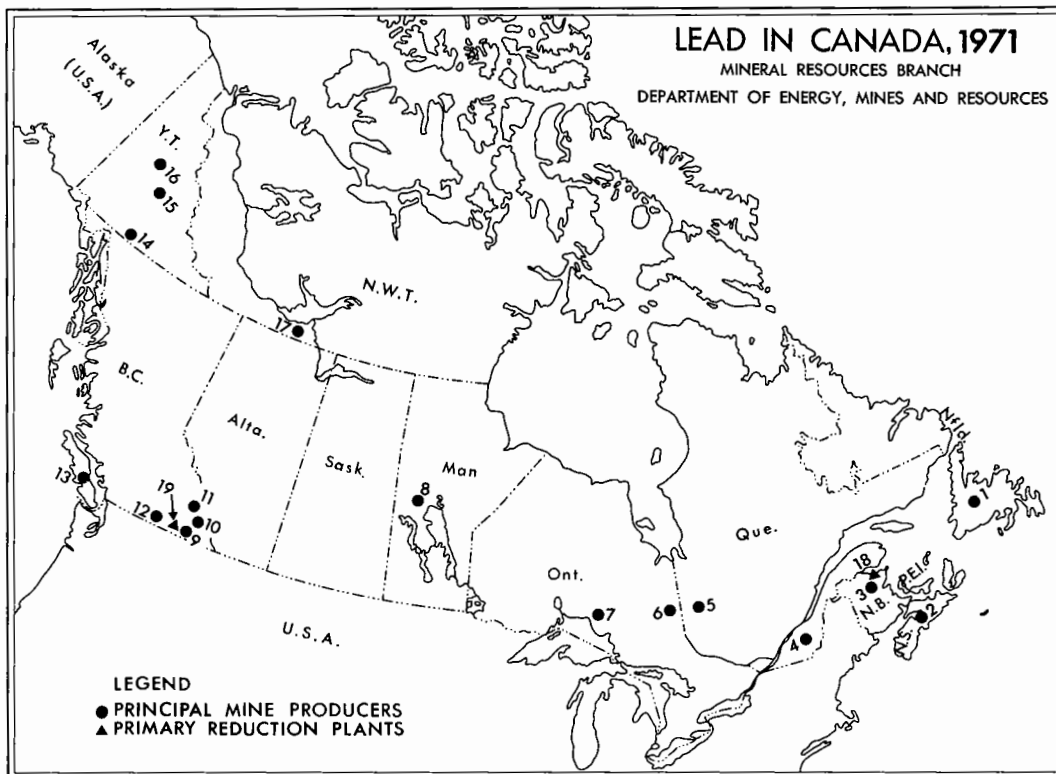 LEAD IN CANADA, 1971
MINERAL RESOURCES BRANCH
DEPARTMENT OF ENERGY, MINES AND RESOURCES
Alaska
(U.S.A.)
Y.T.
16
15
14
N.W.T.
17
B.C.
Alta.
Sask.
Man
8
13
19
11
12
10
9
Ont.
Que.
Nfld.
1
7
6
5
4
18
3
N.B.
P.E.I.
2
N.S.
U.S.A.
LEGEND
● PRINCIPAL MINE PRODUCERS
▲ PRIMARY REDUCTION PLANTS